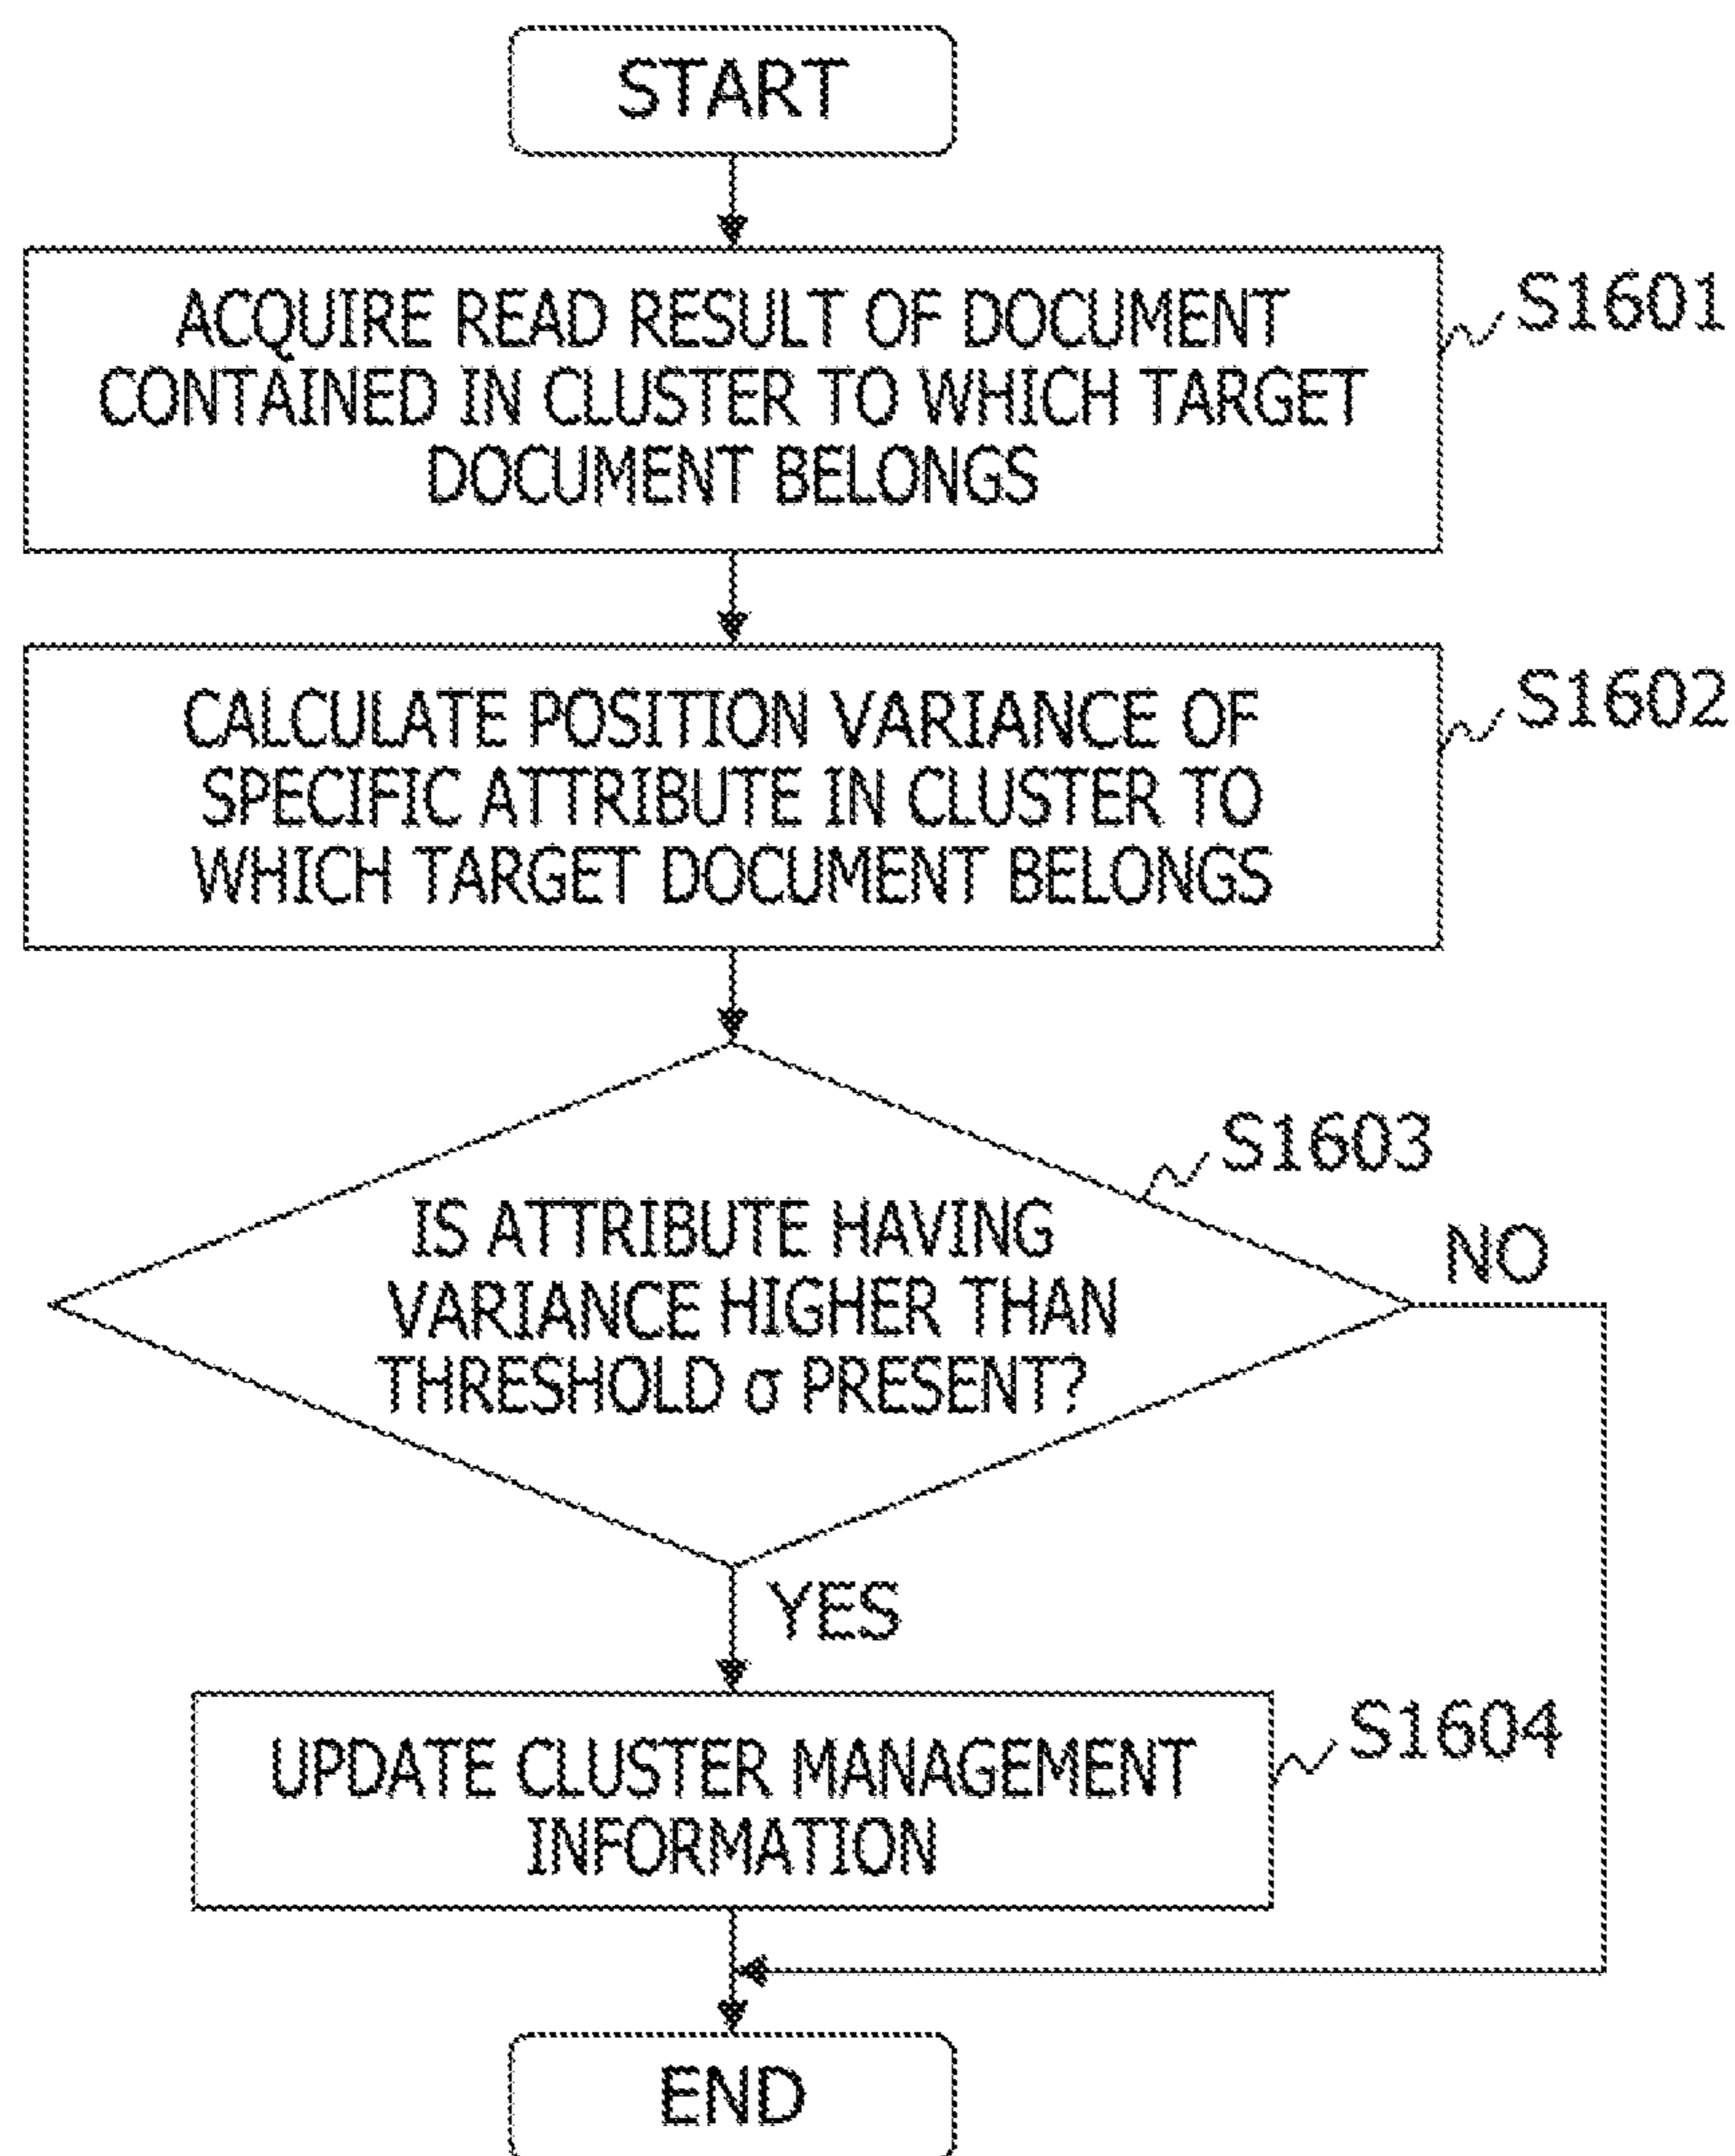 START
ACQUIRE READ RESULT OF DOCUMENT
CONTAINED IN CLUSTER TO WHICH TARGET
DOCUMENT BELONGS
S1601
CALCULATE POSITION VARIANCE OF
SPECIFIC ATTRIBUTE IN CLUSTER TO
WHICH TARGET DOCUMENT BELONGS
S1602
IS ATTRIBUTE HAVING
VARIANCE HIGHER THAN
THRESHOLD σ PRESENT?
S1603
NO
YES
UPDATE CLUSTER MANAGEMENT
INFORMATION
S1604
END